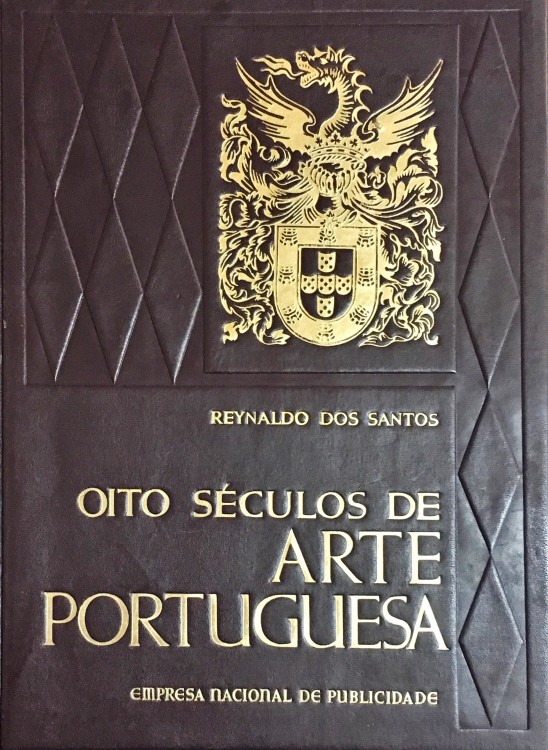 REYNALDO DOS SANTOS
OITO SÉCULOS DE
ARTE
PORTUGUESA
EMPRESA NACIONAL DE PUBLICIDADE